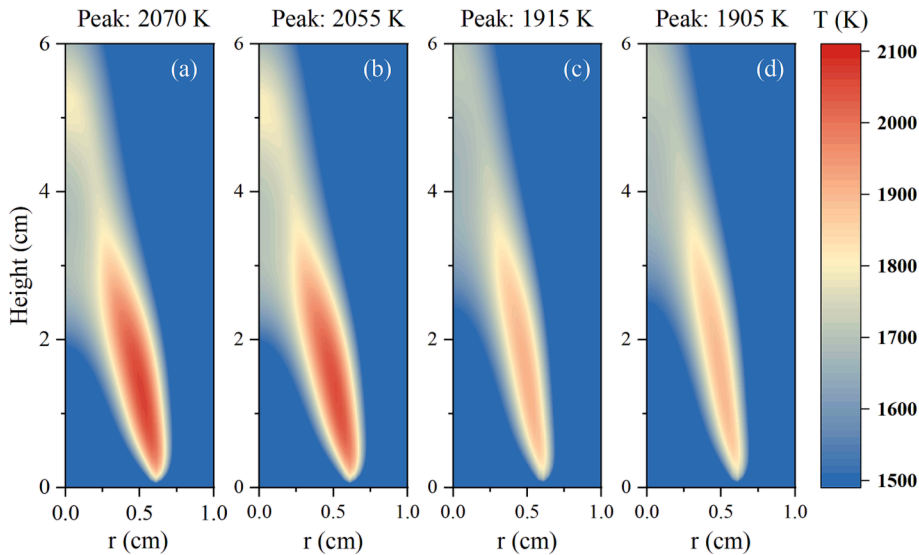 Peak: 2070 K Peak: 2055 K Peak: 1915 K Peak: 1905 K T (K)
(a) (b) (c) (d)
6 6 6 6
4 4 4 4
2 2 2 2
0 0 0 0
Height (cm)
0.0 0.5 1.0 0.0 0.5 1.0 0.0 0.5 1.0 0.0 0.5 1.0
r (cm) r (cm) r (cm) r (cm)
2100
2000
1900
1800
1700
1600
1500